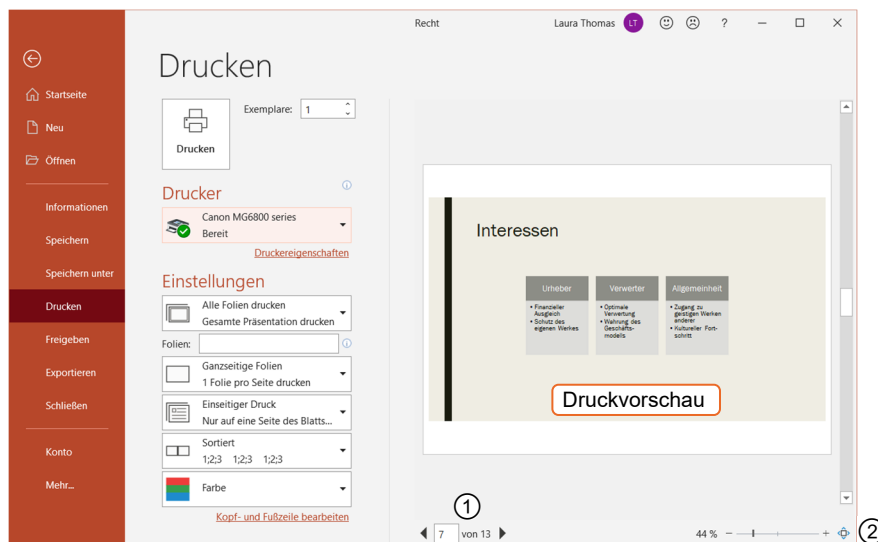 Recht
Laura Thomas LT ?
Drucken
Startseite
Neu
Öffnen
Informationen
Speichern
Speichern unter
Drucken
Freigeben
Exportieren
Schließen
Konto
Mehr...
Drucken
Exemplare: 1
Drucker
Canon MG6800 series
Bereit
Druckereigenschaften
Einstellungen
Alle Folien drucken
Gesamte Präsentation drucken
Folien:
Ganzseitige Folien
1 Folie pro Seite drucken
Einseitiger Druck
Nur auf eine Seite des Blatts...
Sortiert
1;2;3 1;2;3 1;2;3
Farbe
Kopf- und Fußzeile bearbeiten
Interessen
Urheber
• Finanzieller
Ausgleich
• Schutz des
eigenen Werkes
Verwerter
• Optimale
Verwertung
• Wahrung des
Geschäfts-
modells
Allgemeinheit
• Zugang zu
geistigen Werken
anderer
• Kultureller Fort-
schritt
Druckvorschau
1
7 von 13
44 %
2